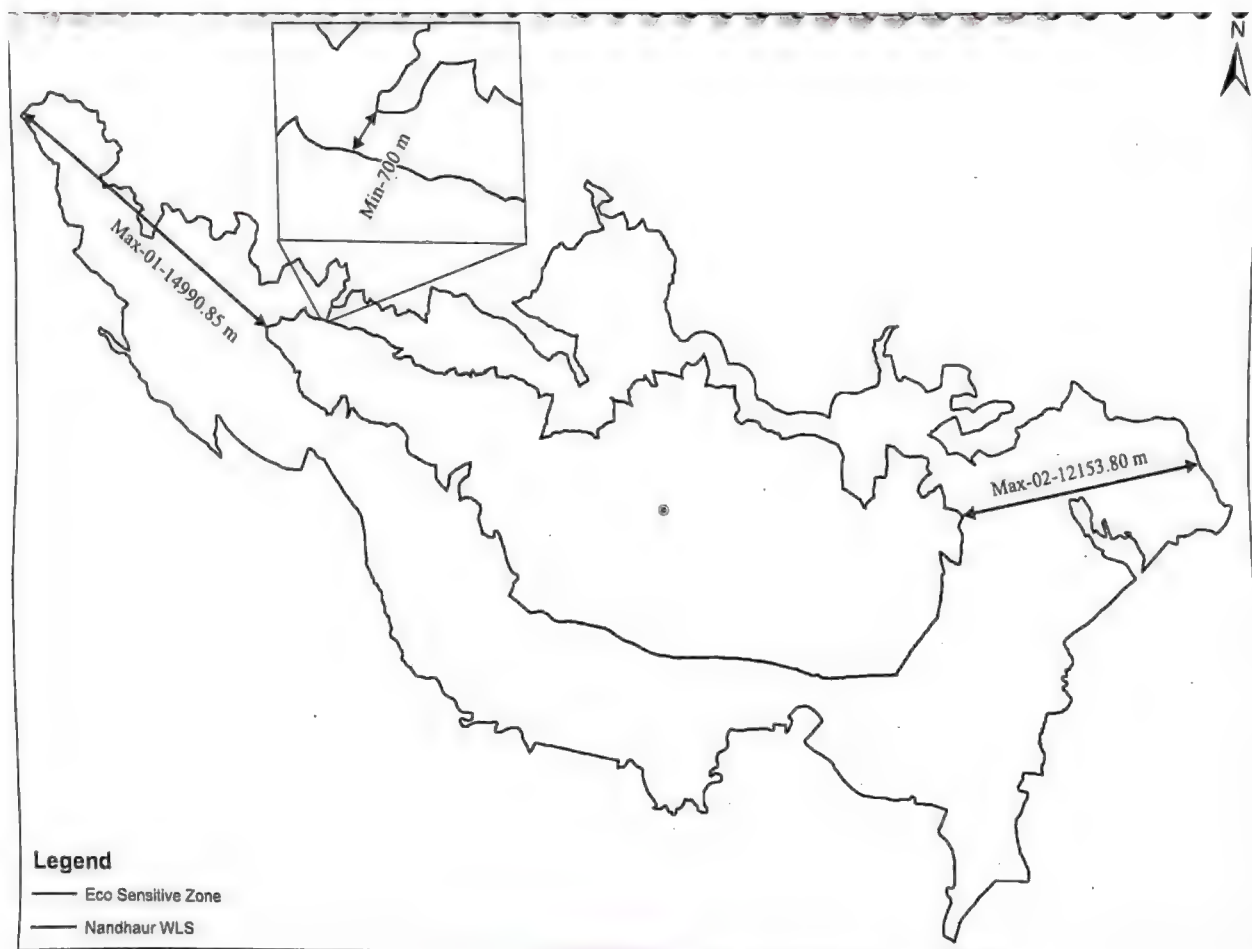 N
Min-700 m
Max-01-14990.85 m
Max-02-12153.80 m
Legend
Eco Sensitive Zone
Nandhaur WLS